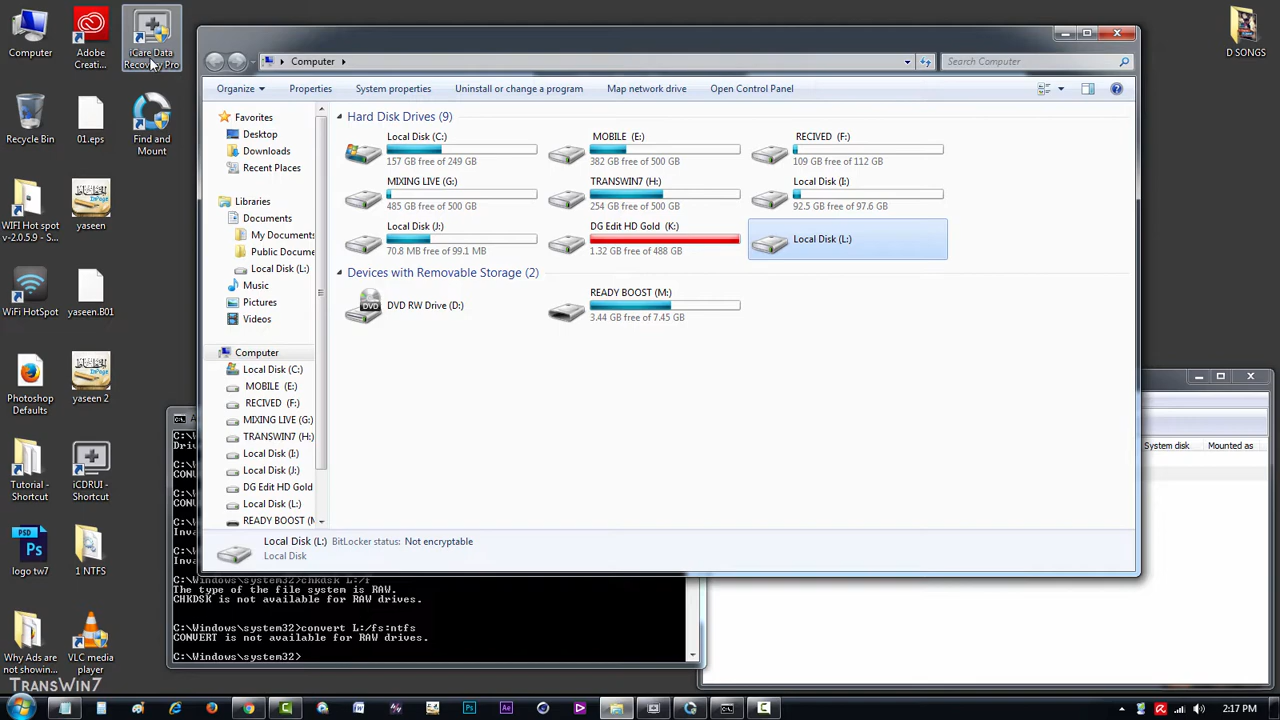 Computer
Adobe
Creati...
iCare Data
Recovery Pro
D SONGS
Recycle Bin
01.eps
Find and
Mount
WIFI Hot spot
v-2.0.5.9 - S...
yaseen
WiFi HotSpot
yaseen.B01
Photoshop
Defaults
yaseen 2
Tutorial -
Shortcut
iCDRUI -
Shortcut
PSD
Ps
logo tw7
1 NTFS
Why Ads are
not showin...
VLC media
player
TRANSWIN7
Computer
Search Computer
Organize
Properties
System properties
Uninstall or change a program
Map network drive
Open Control Panel
Favorites
Desktop
Downloads
Recent Places
Libraries
Documents
My Documents
Public Docume
Local Disk (L:)
Music
Pictures
Videos
Computer
Local Disk (C:)
MOBILE (E:)
RECIVED (F:)
MIXING LIVE (G:)
TRANSWIN7 (H:)
Local Disk (I:)
Local Disk (J:)
DG Edit HD Gold
Local Disk (L:)
READY BOOST (M
Hard Disk Drives (9)
Local Disk (C:)
157 GB free of 249 GB
MOBILE (E:)
382 GB free of 500 GB
RECIVED (F:)
109 GB free of 112 GB
MIXING LIVE (G:)
485 GB free of 500 GB
TRANSWIN7 (H:)
254 GB free of 500 GB
Local Disk (I:)
92.5 GB free of 97.6 GB
Local Disk (J:)
70.8 MB free of 99.1 MB
DG Edit HD Gold (K:)
1.32 GB free of 488 GB
Local Disk (L:)
Devices with Removable Storage (2)
DVD
DVD RW Drive (D:)
READY BOOST (M:)
3.44 GB free of 7.45 GB
Local Disk (L:) BitLocker status: Not encryptable
Local Disk
System disk
Mounted as
C:\Windows\system32>chkdsk L:/f
The type of the file system is RAW.
CHKDSK is not available for RAW drives.
C:\Windows\system32>convert L:/fs:ntfs
CONVERT is not available for RAW drives.
C:\Windows\system32>
2:17 PM